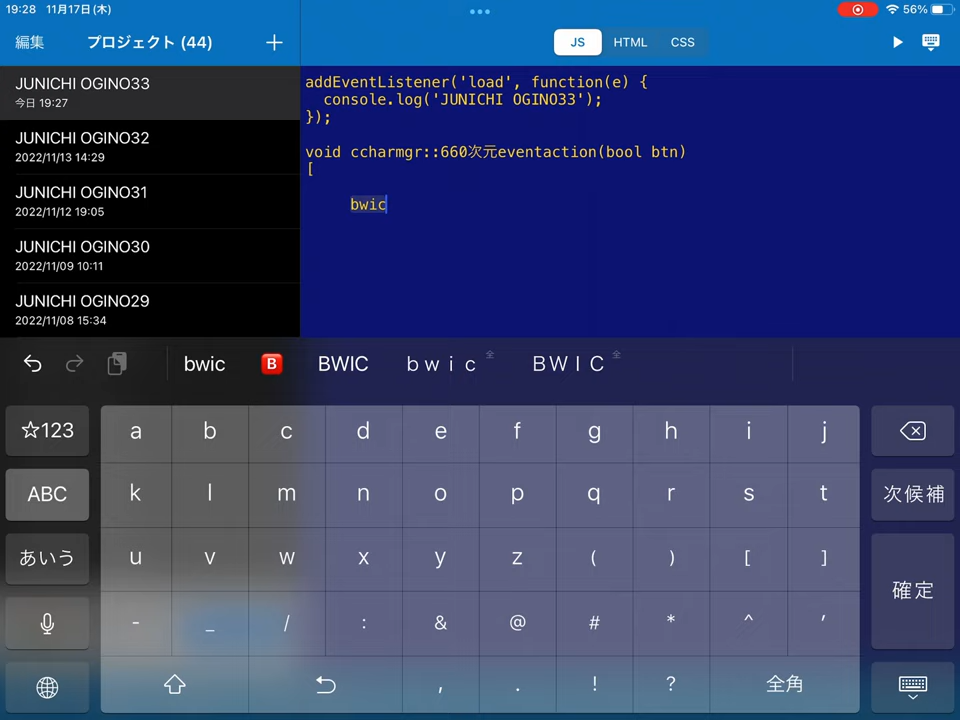 19:28 11月17日(木)
56%
編集 プロジェクト (44) +
JS HTML CSS
JUNICHI OGINO33
今日 19:27
JUNICHI OGINO32
2022/11/13 14:29
JUNICHI OGINO31
2022/11/12 19:05
JUNICHI OGINO30
2022/11/09 10:11
JUNICHI OGINO29
2022/11/08 15:34
addEventListener('load', function(e) {
console.log('JUNICHI OGINO33');
});
void ccharmgr::660次元eventaction(bool btn)
[
bwic
bwic B BWIC ｂｗｉｃ 全 ＢＷＩＣ 全
☆123 a b c d e f g h i j
ABC k l m n o p q r s t 次候補
あいう u v w x y z ( ) [ ] 確定
- _ / : & @ # * ^ ′
, . ! ? 全角